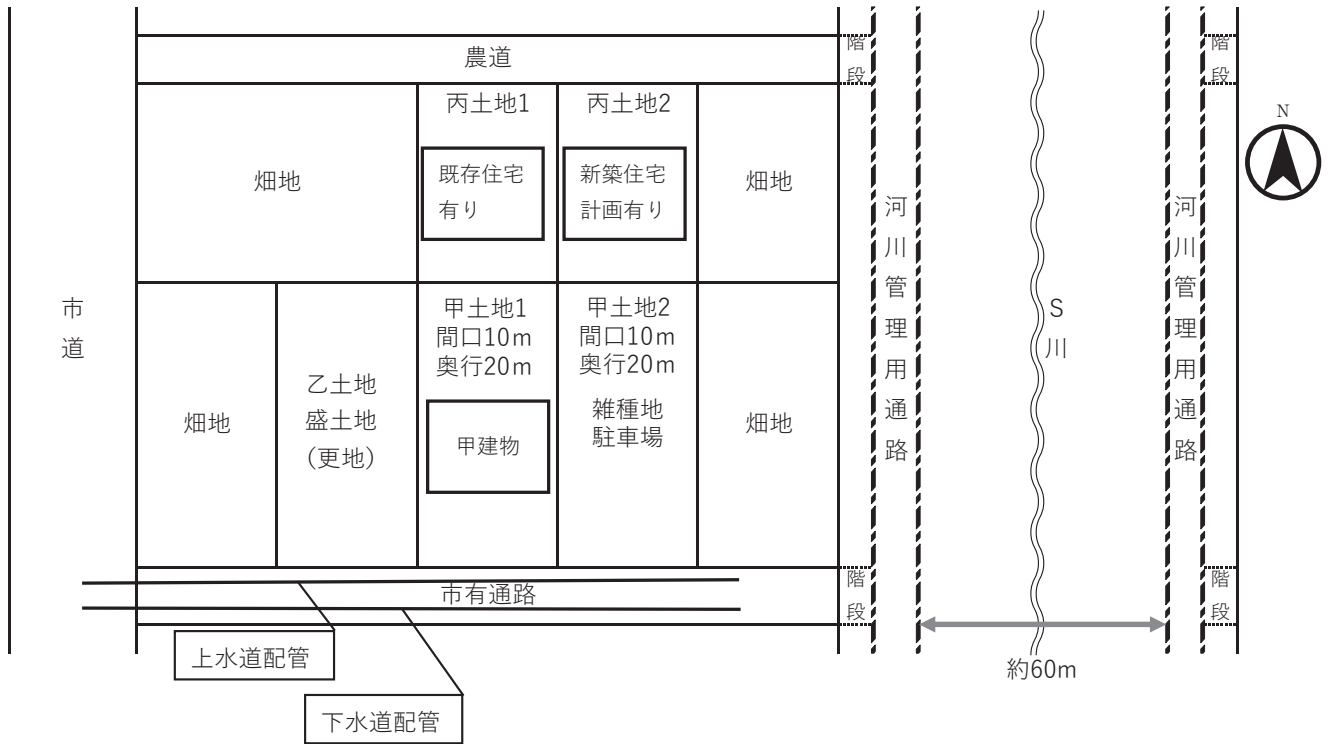 農道
階
段
階
段
N
丙土地1
丙土地2
畑地
既存住宅
有り
新築住宅
計画有り
畑地
市
道
河
川
管
理
用
通
路
S
川
河
川
管
理
用
通
路
畑地
乙土地
盛土地
(更地)
甲土地1
間口10m
奥行20m
甲建物
甲土地2
間口10m
奥行20m
雑種地
駐車場
畑地
市有通路
階
段
階
段
上水道配管
下水道配管
約60m